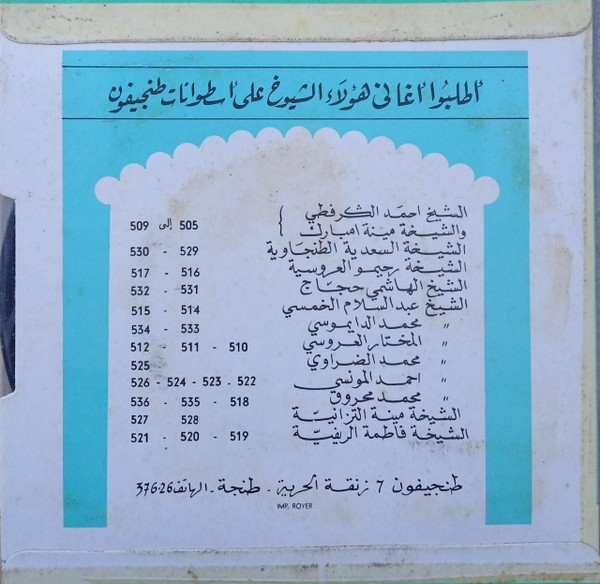 أطلبوا أغاني هؤلاء الشيوخ على أسطوانات طنجيفون
الشيخ احمد الكرفطي
والشيخة مينة امبارك } 505 إلى 509
الشيخة السعدية الطنجاوية 529 - 530
الشيخة رحيمو العروسية 516 - 517
الشيخ الهاشمي حجاج 531 - 532
الشيخ عبد السلام الخمسي 514 - 515
" محمد الدايموسي 533 - 534
" المختار العروسي 510 - 511 - 512
" محمد الضراوي 525
" احمد المونسي 522 - 523 - 524 - 526
" محمد محروق 518 - 535 - 536
الشيخة مينة التزانية 528 527
الشيخة فاطمة الريفية 519 - 520 - 521
طنجيفون 7 زنقة الحرية - طنجة - الهاتف 376.26
IMP. ROYER